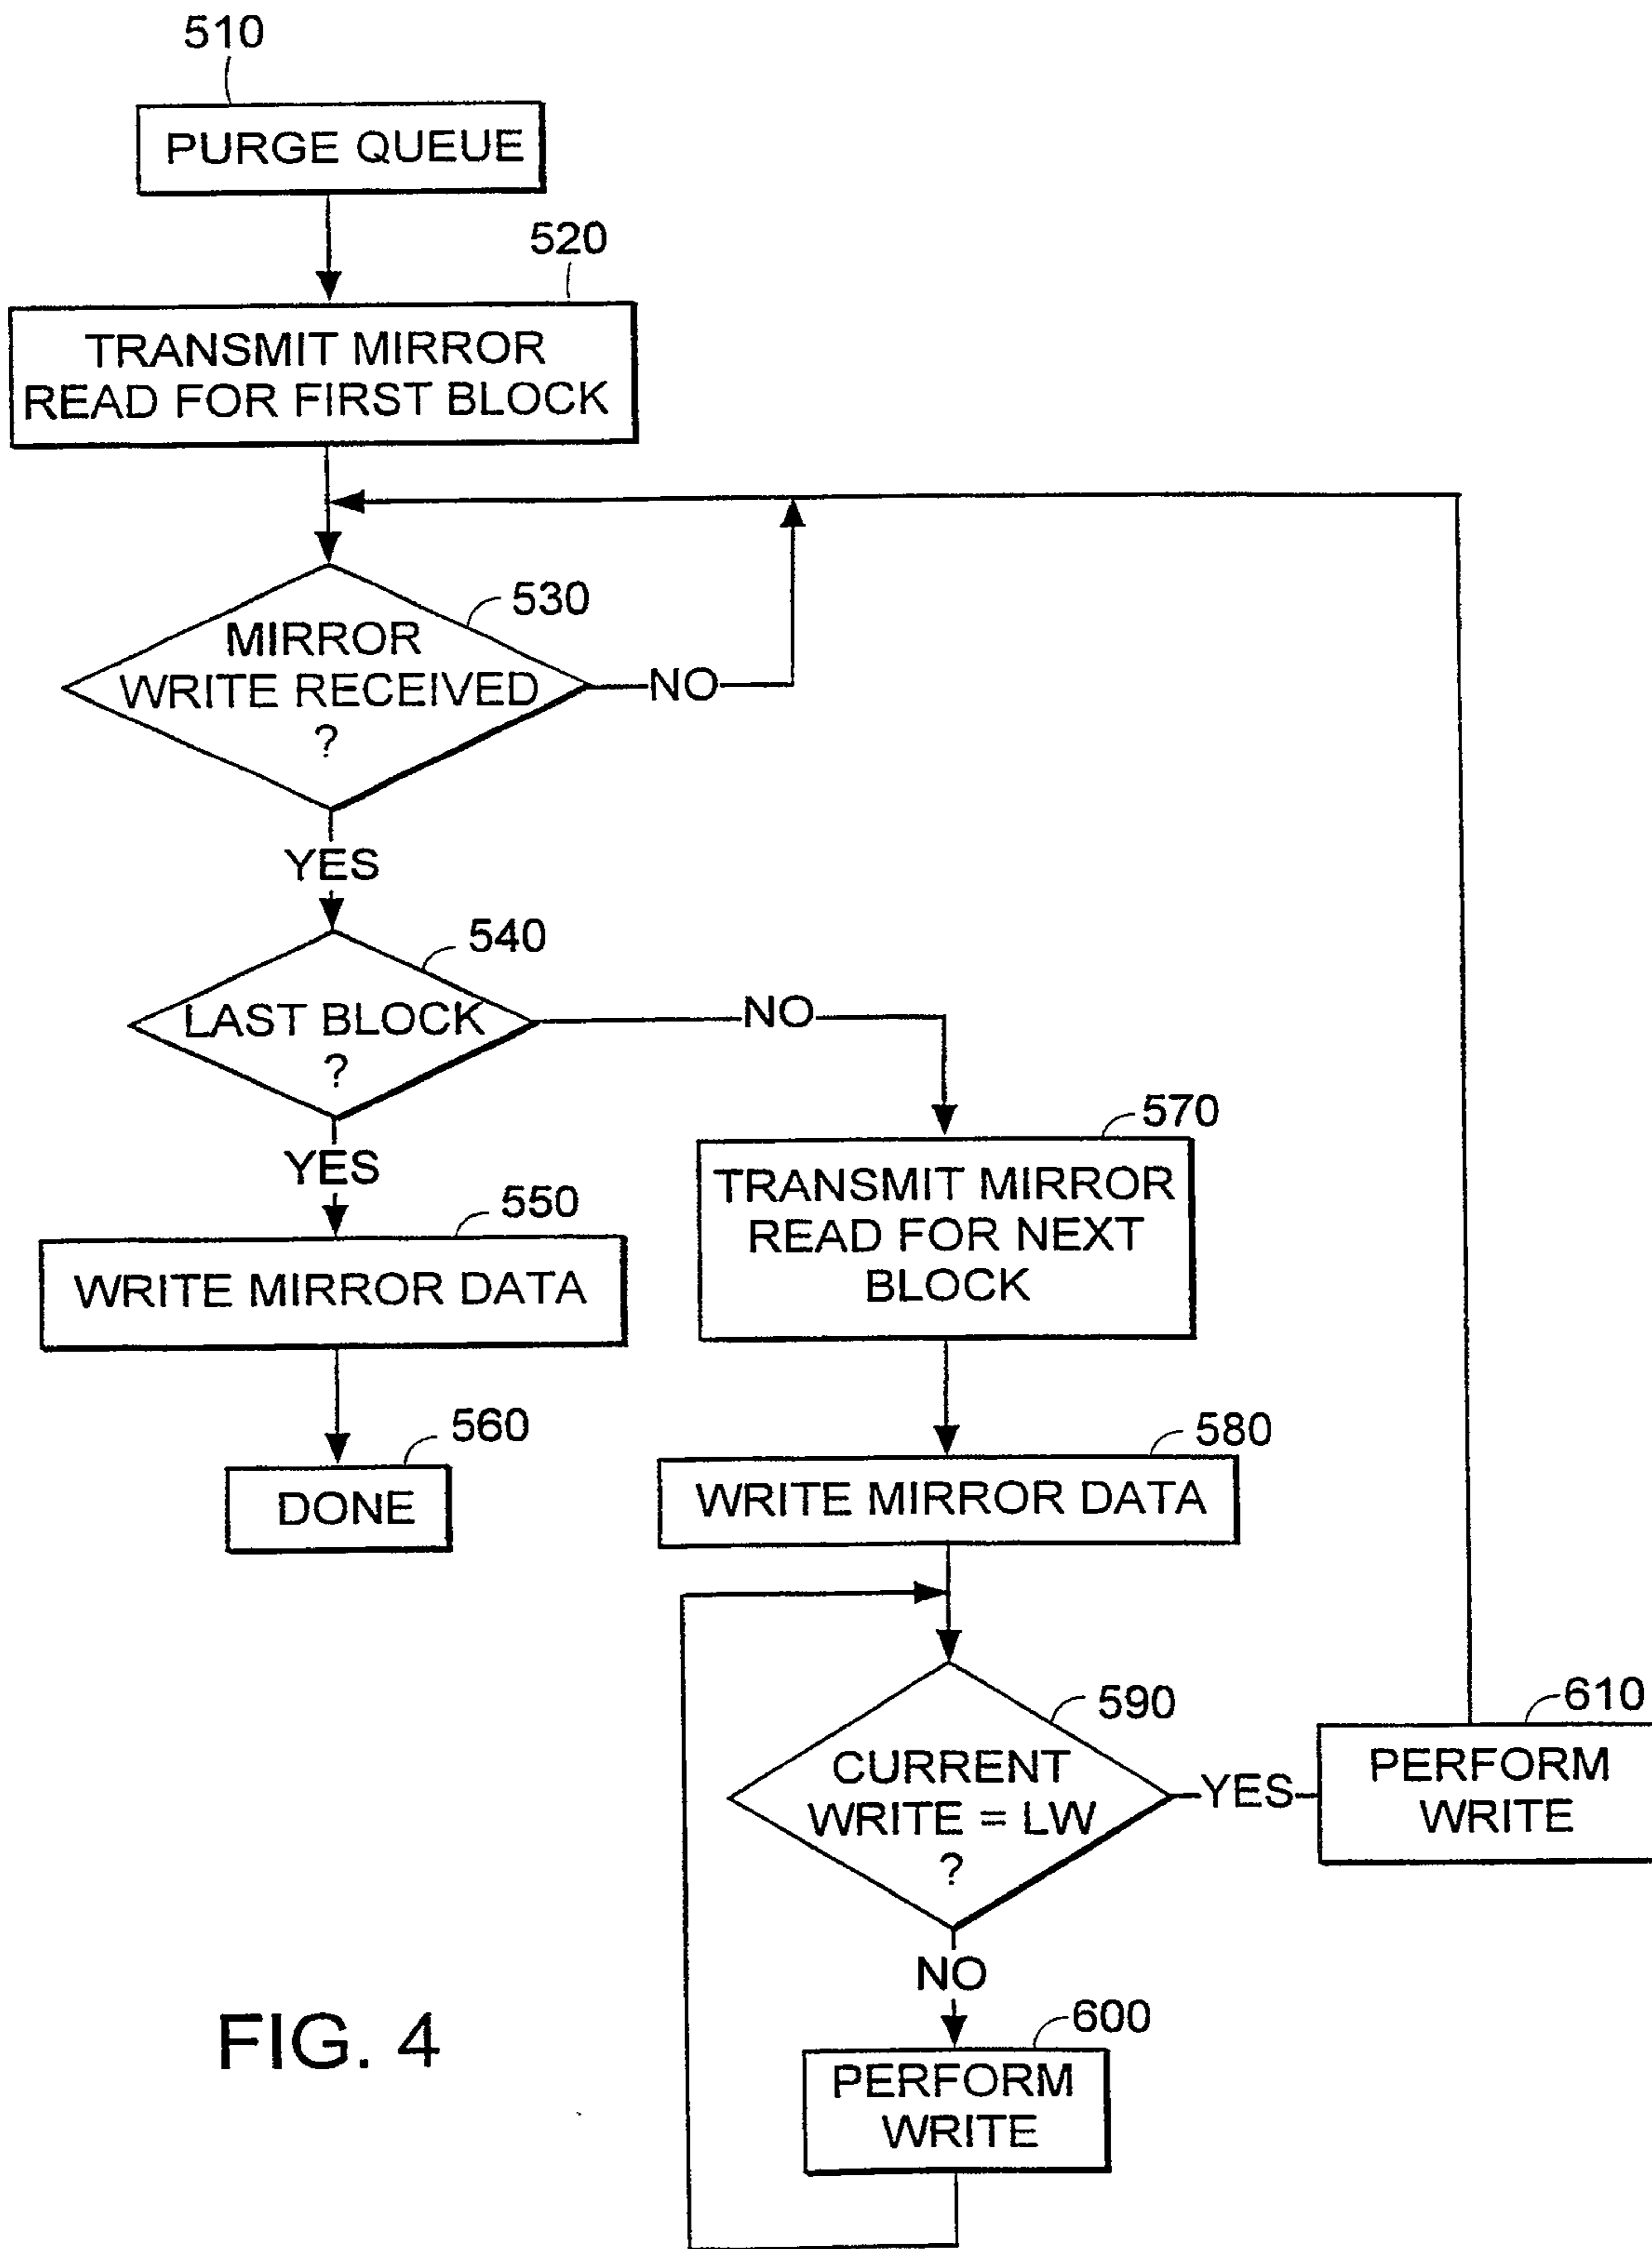 510
PURGE QUEUE
520
TRANSMIT MIRROR
READ FOR FIRST BLOCK
530
MIRROR
WRITE RECEIVED
?
NO
YES
540
LAST BLOCK
?
NO
YES
550
WRITE MIRROR DATA
560
DONE
570
TRANSMIT MIRROR
READ FOR NEXT
BLOCK
580
WRITE MIRROR DATA
590
CURRENT
WRITE = LW
?
YES
610
PERFORM
WRITE
NO
600
PERFORM
WRITE
FIG. 4